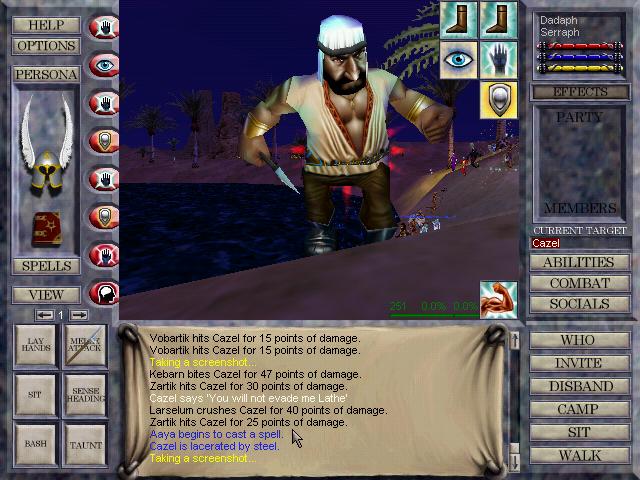 HELP
OPTIONS
PERSONA
SPELLS
VIEW
1
LAY HANDS
MELEE ATTACK
SIT
SENSE HEADING
BASH
TAUNT
251 0.0% 0.0%
Vobartik hits Cazel for 15 points of damage.
Vobartik hits Cazel for 15 points of damage.
Taking a screenshot...
Kebarn bites Cazel for 47 points of damage.
Zartik hits Cazel for 30 points of damage.
Cazel says 'You will not evade me Lathe'
Larselum crushes Cazel for 40 points of damage.
Zartik hits Cazel for 25 points of damage.
Aaya begins to cast a spell.
Cazel is lacerated by steel.
Taking a screenshot...
Dadaph
Serraph
EFFECTS
PARTY
MEMBERS
CURRENT TARGET
Cazel
ABILITIES
COMBAT
SOCIALS
WHO
INVITE
DISBAND
CAMP
SIT
WALK